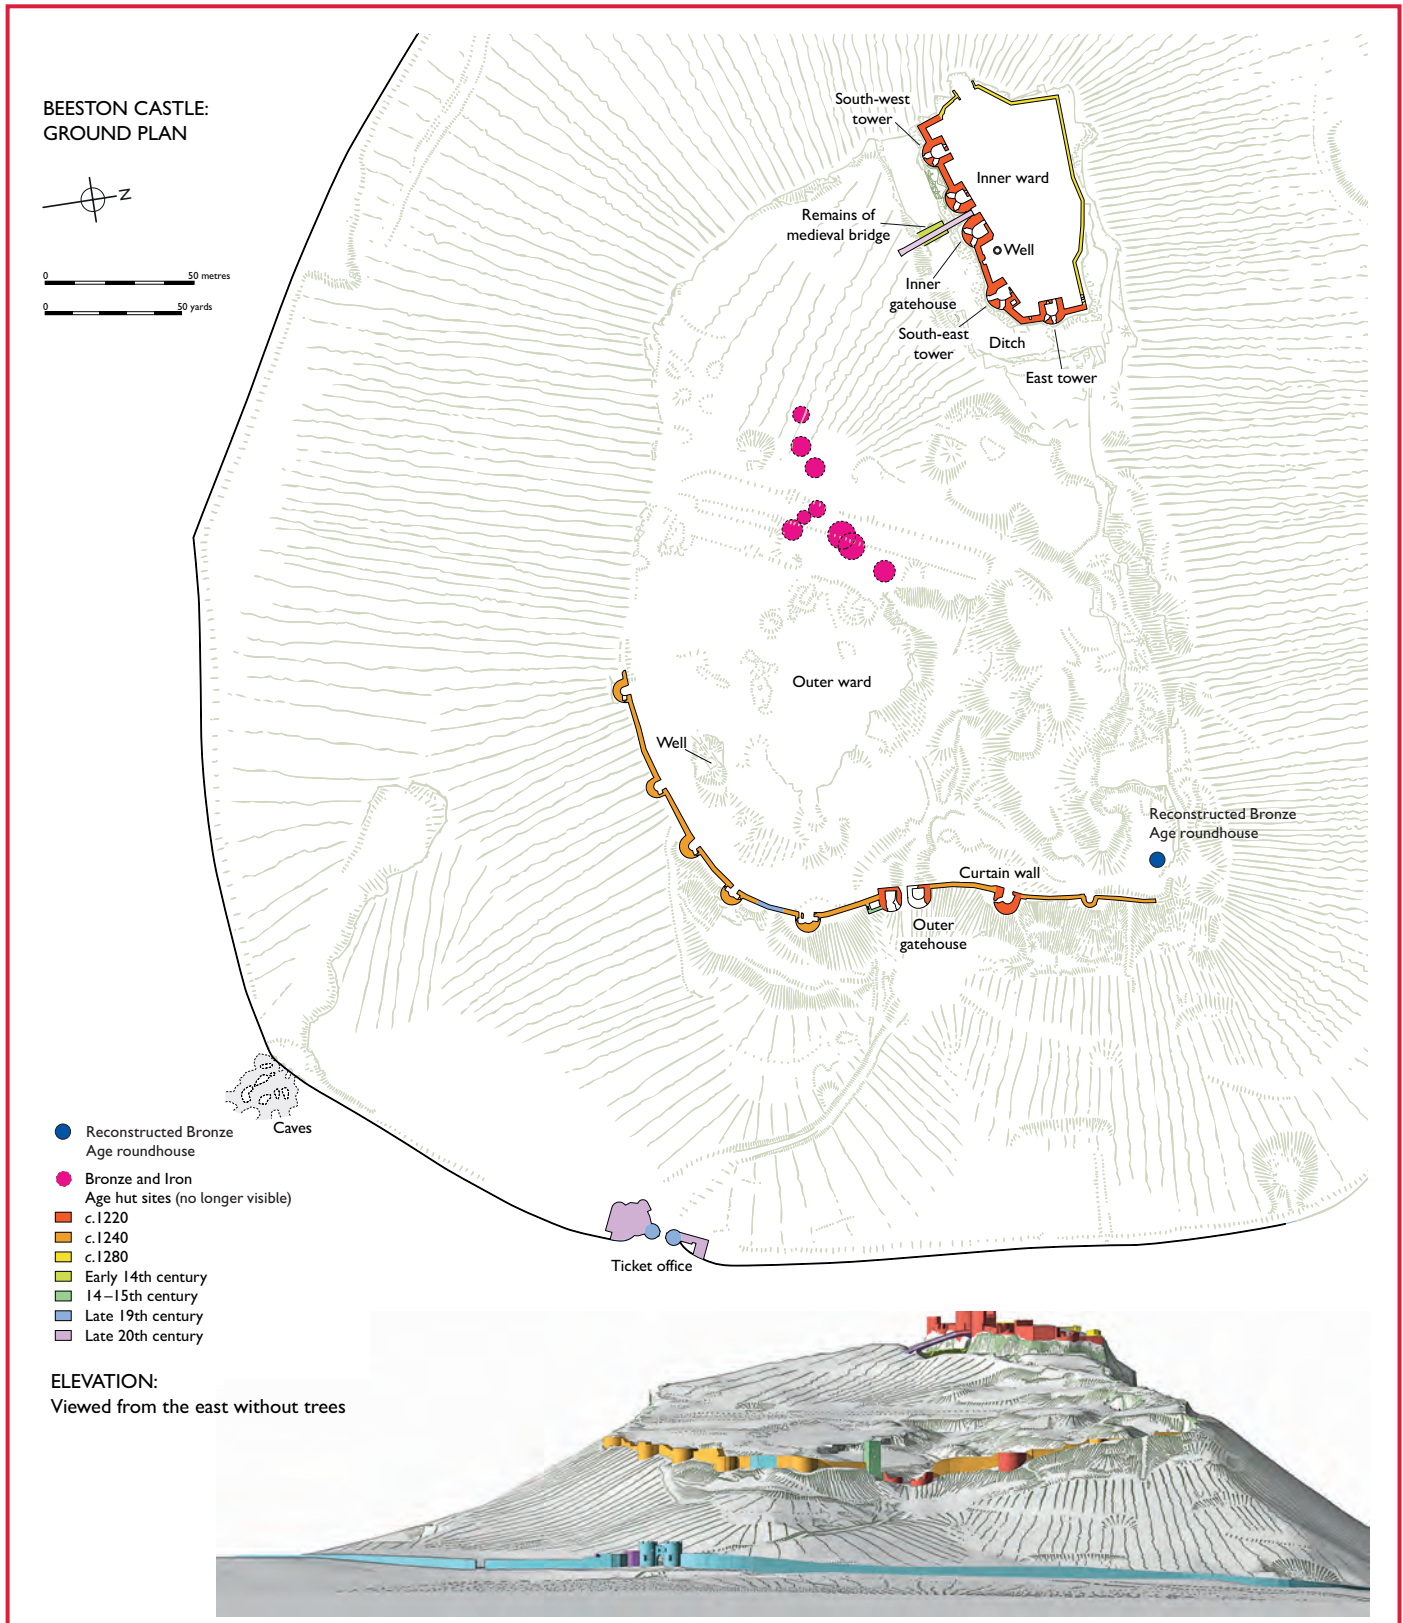 BEESTON CASTLE:
GROUND PLAN
N
0 50 metres
0 50 yards
South-west
tower
Inner ward
Remains of
medieval bridge
Well
Inner
gatehouse
South-east
tower
Ditch
East tower
Outer ward
Well
Reconstructed Bronze
Age roundhouse
Curtain wall
Outer
gatehouse
Caves
Ticket office
Reconstructed Bronze
Age roundhouse
Bronze and Iron
Age hut sites (no longer visible)
c.1220
c.1240
c.1280
Early 14th century
14–15th century
Late 19th century
Late 20th century
ELEVATION:
Viewed from the east without trees